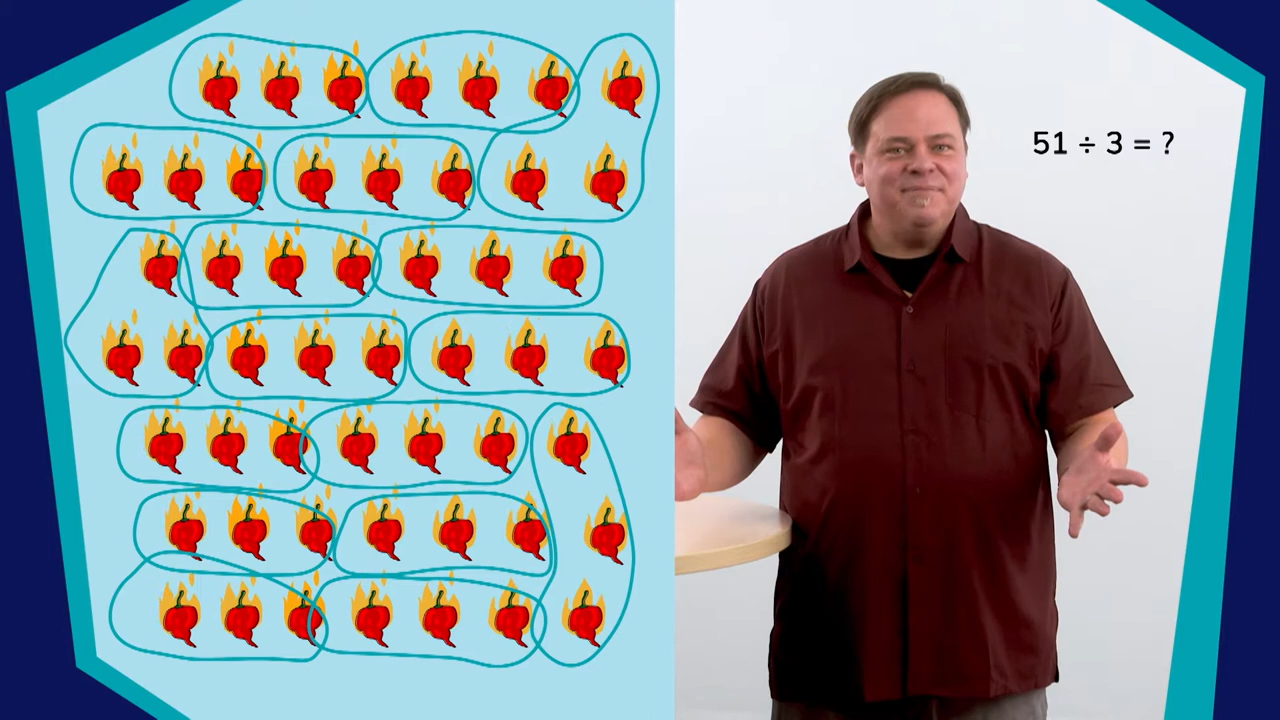 51 ÷ 3 = ?